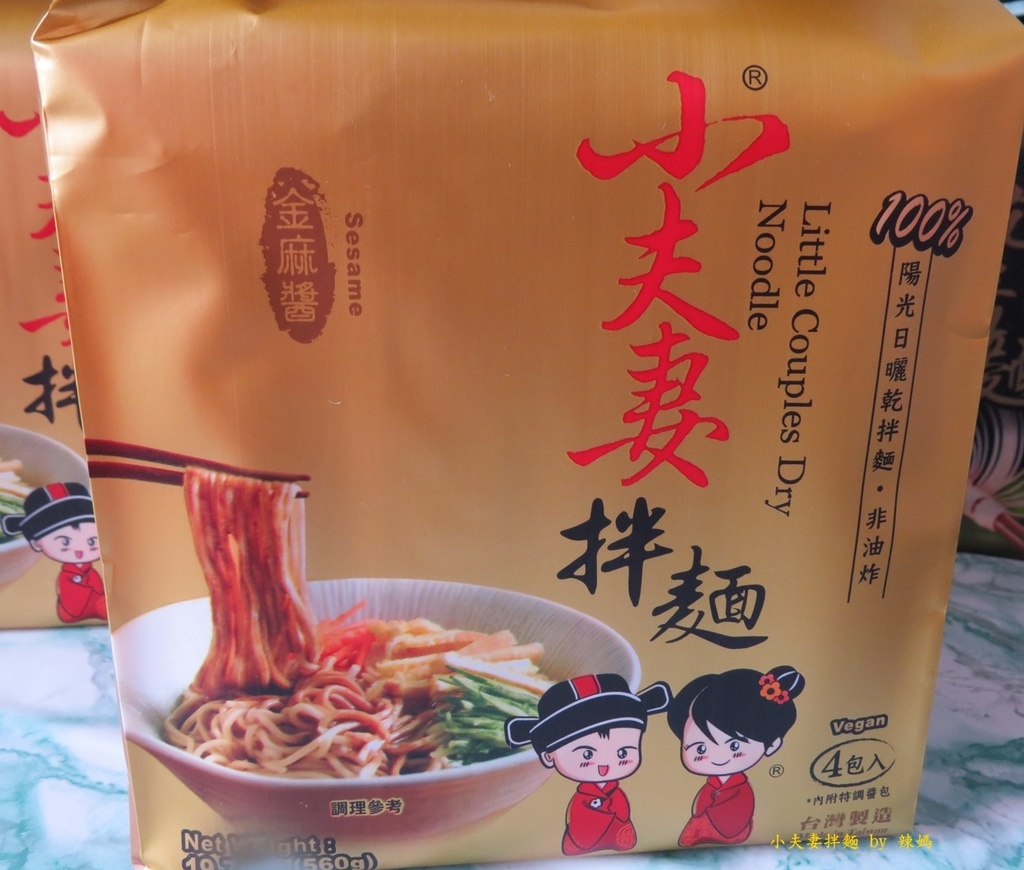 小夫妻
拌麵
®
Little Couples Dry
Noodle
100%
陽光日曬乾拌麵・非油炸
金麻醬
Sesame
調理參考
Net Weight :
(560g)
®
Vegan
4包入
*內附特調醬包
台灣製造
小夫妻拌麵 by 辣媽
拌